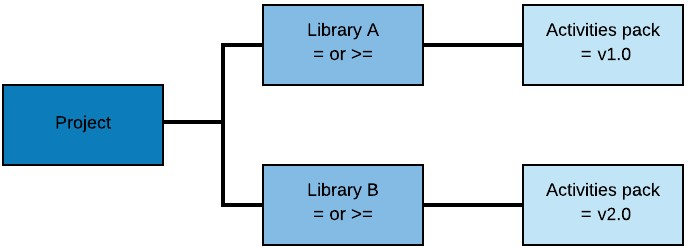 Project
Library A
= or >=
Activities pack
= v1.0
Library B
= or >=
Activities pack
= v2.0